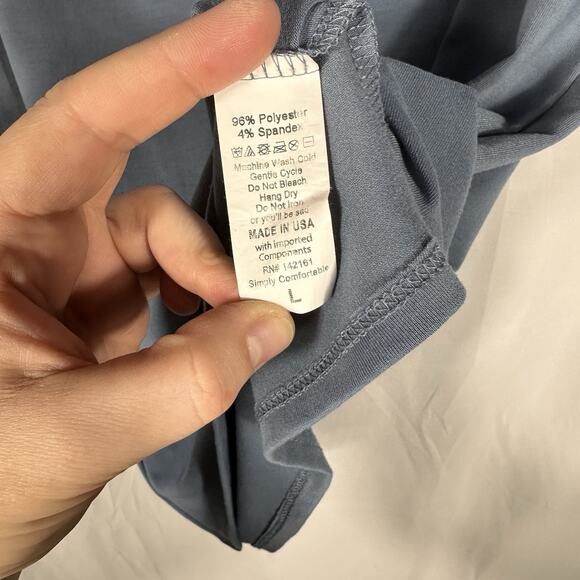 96% Polyester
4% Spandex
Machine Wash Cold
Gentle Cycle
Do Not Bleach
Hang Dry
Do Not Iron
or you'll be sad
MADE IN USA
with imported
Components
RN# 142161
Simply Comfortable
L